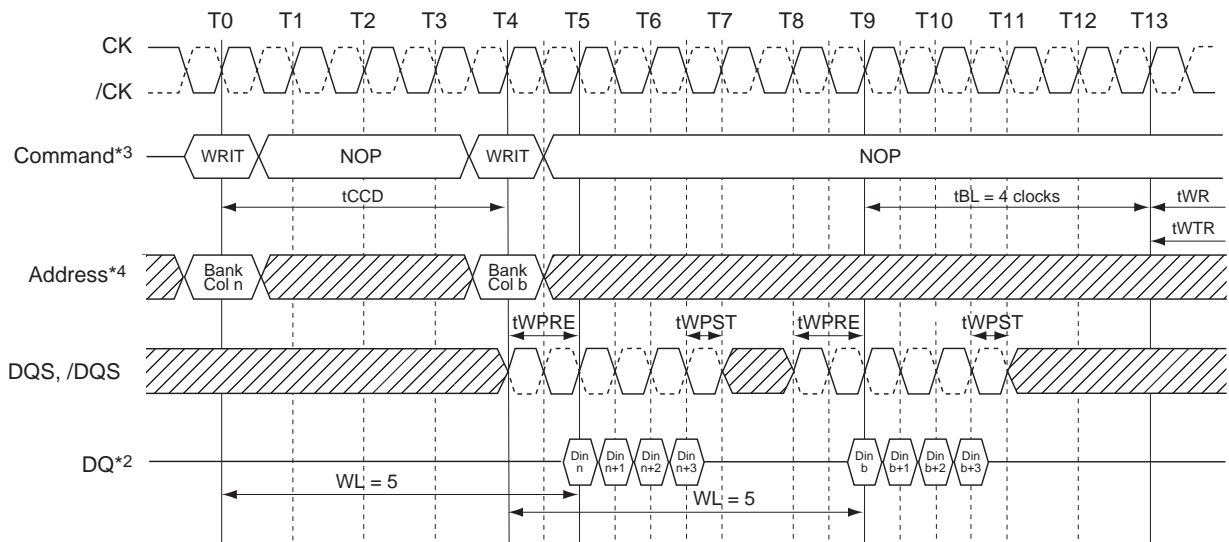 T0 T1 T2 T3 T4 T5 T6 T7 T8 T9 T10 T11 T12 T13
CK
/CK
Command*3 WRIT NOP WRIT NOP
tCCD tBL = 4 clocks tWR
tWTR
Address*4 Bank Col n Bank Col b
tWPRE tWPST tWPRE tWPST
DQS, /DQS
DQ*2 Din n Din n+1 Din n+2 Din n+3 Din b Din b+1 Din b+2 Din b+3
WL = 5 WL = 5